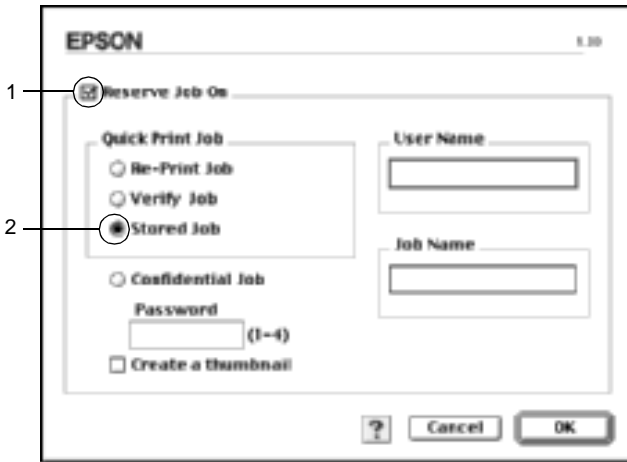 EPSON
1.10
1
Reserve Job On
Quick Print Job
Re-Print Job
Verify Job
2
Stored Job
Confidential Job
Password
(1-4)
Create a thumbnail
User Name
Job Name
?
Cancel
OK